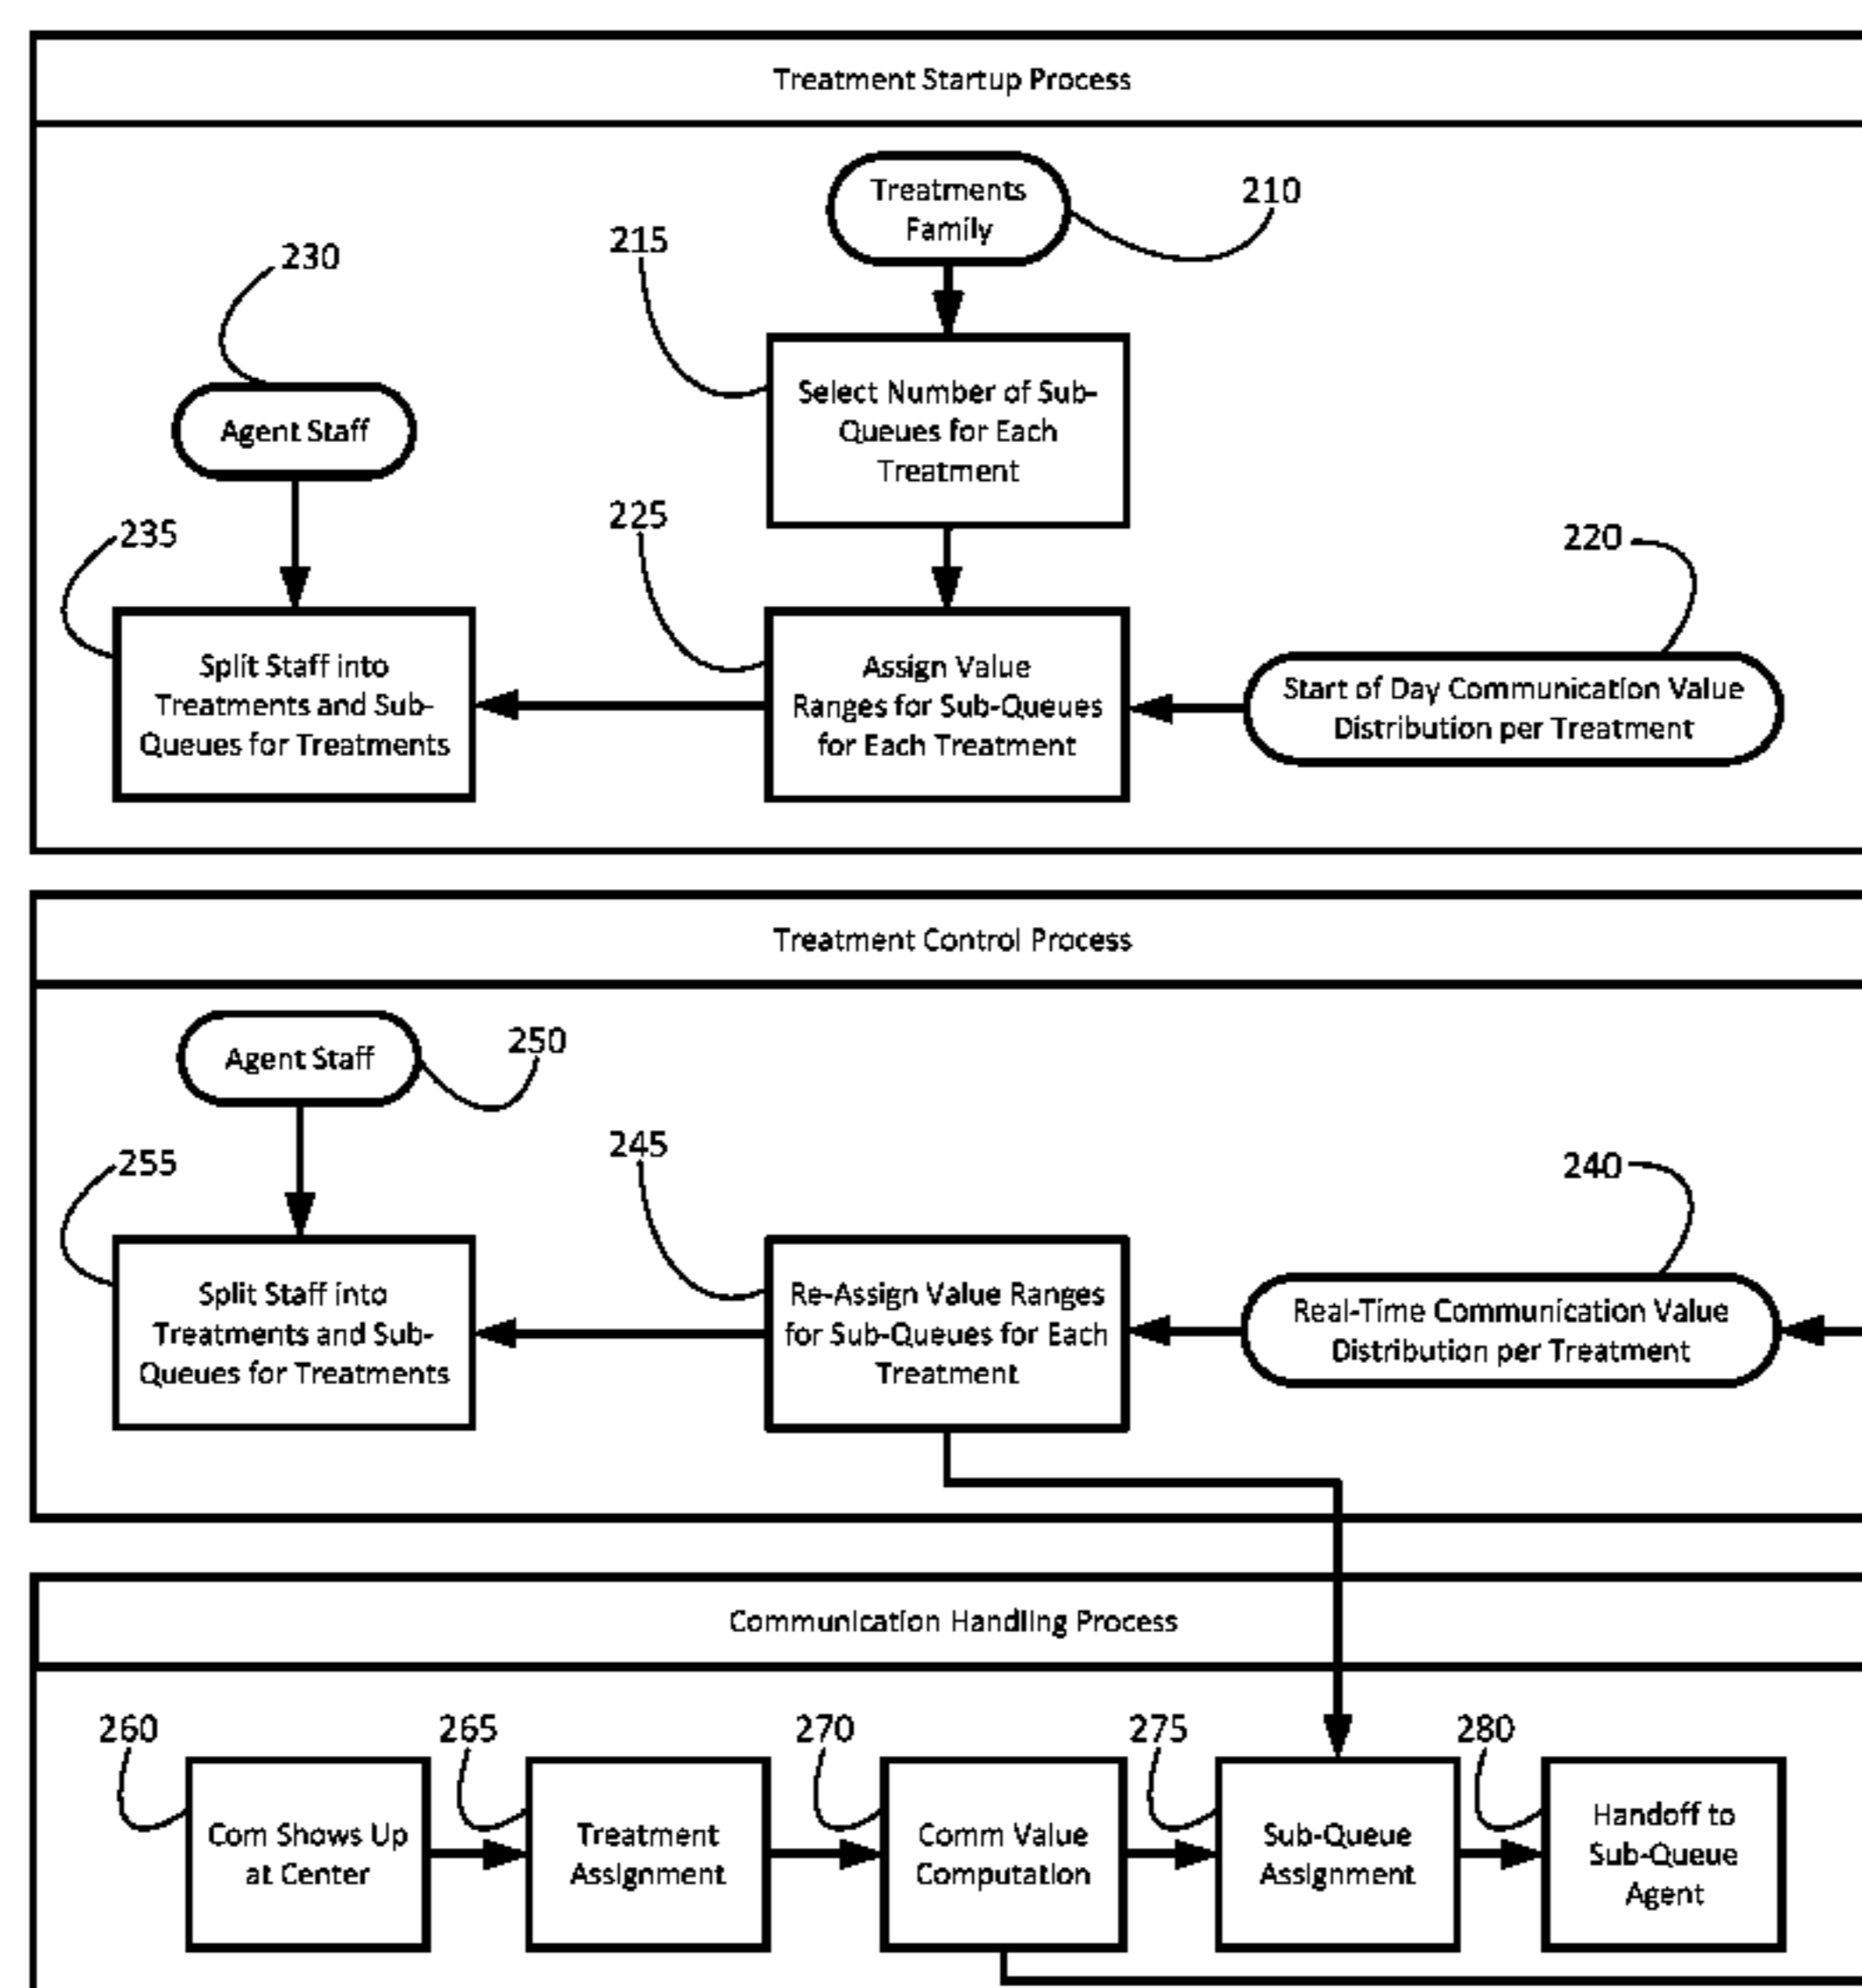 Treatment Startup Process
Treatments
Family
210
215
230
Select Number of Sub-
Queues for Each
Treatment
Agent Staff
225
235
220
Split Staff into
Treatments and Sub-
Queues for Treatments
Assign Value
Ranges for Sub-Queues
for Each Treatment
Start of Day Communication Value
Distribution per Treatment
Treatment Control Process
Agent Staff
250
245
255
240
Split Staff into
Treatments and Sub-
Queues for Treatments
Re-Assign Value Ranges
for Sub-Queues for Each
Treatment
Real-Time Communication Value
Distribution per Treatment
Communication Handling Process
260
265
270
275
280
Com Shows Up
at Center
Treatment
Assignment
Comm Value
Computation
Sub-Queue
Assignment
Handoff to
Sub-Queue
Agent